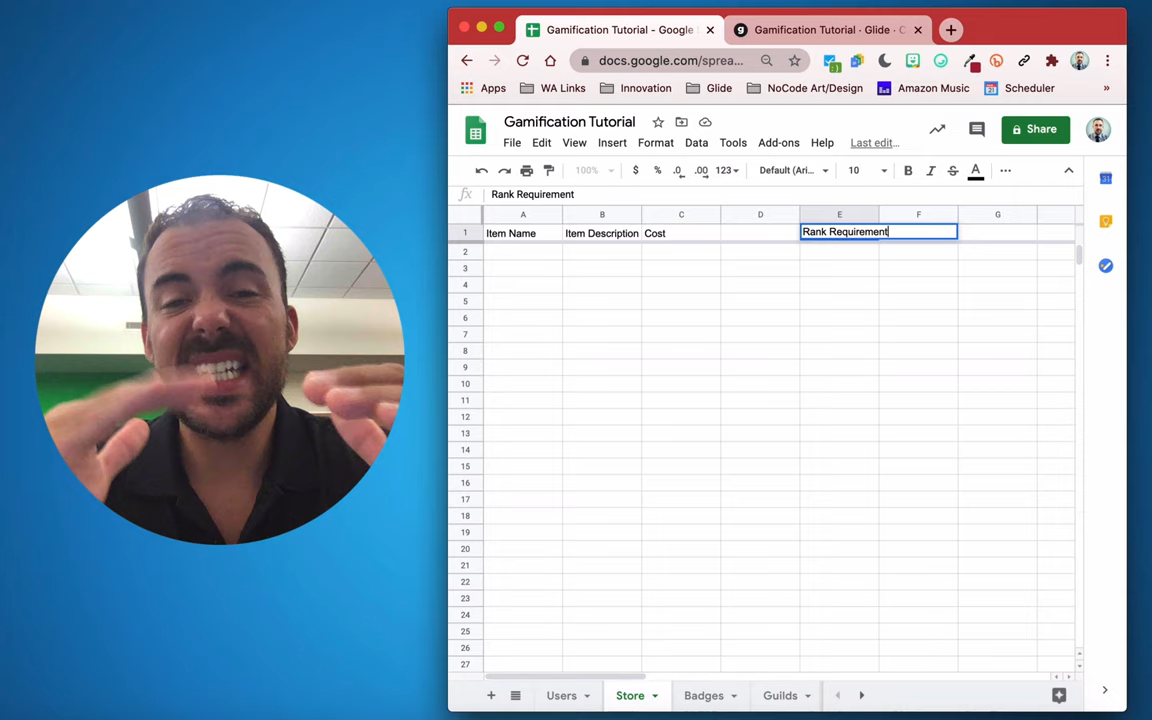 Gamification Tutorial - Google
Gamification Tutorial · Glide · C
docs.google.com/sprea...
Apps
WA Links
Innovation
Glide
NoCode Art/Design
Amazon Music
Scheduler
»
Gamification Tutorial
Share
File Edit View Insert Format Data Tools Add-ons Help Last edit...
100% $ % .0 .00 123 Default (Ari... 10 B I S A
fx Rank Requirement
A B C D E F G
1 Item Name Item Description Cost Rank Requirement
2
3
4
5
6
7
8
9
10
11
12
13
14
15
16
17
18
19
20
21
22
23
24
25
26
27
Users Store Badges Guilds